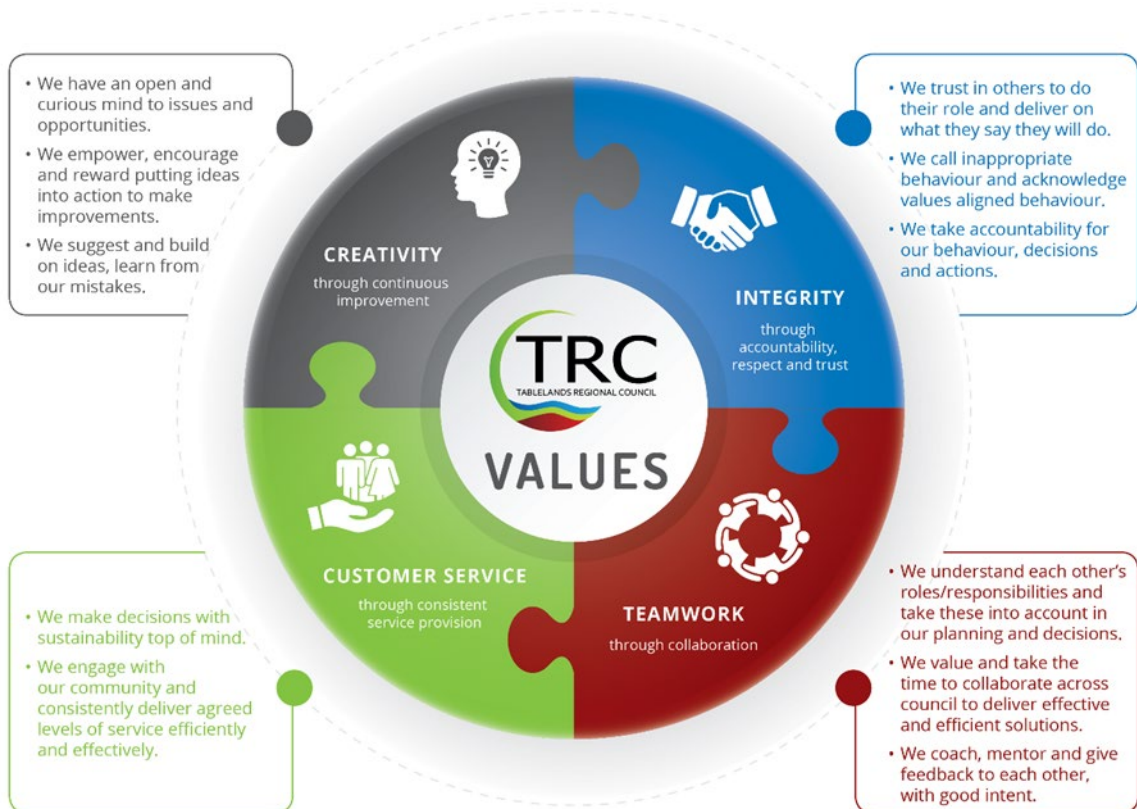 • We have an open and
curious mind to issues and
opportunities.
• We empower, encourage
and reward putting ideas
into action to make
improvements.
• We suggest and build
on ideas, learn from
our mistakes.
• We trust in others to do
their role and deliver on
what they say they will do.
• We call inappropriate
behaviour and acknowledge
values aligned behaviour.
• We take accountability for
our behaviour, decisions
and actions.
CREATIVITY
through continuous
improvement
INTEGRITY
through
accountability,
respect and trust
TRC
TABLELANDS REGIONAL COUNCIL
VALUES
CUSTOMER SERVICE
through consistent
service provision
TEAMWORK
through collaboration
• We make decisions with
sustainability top of mind.
• We engage with
our community and
consistently deliver agreed
levels of service efficiently
and effectively.
• We understand each other's
roles/responsibilities and
take these into account in
our planning and decisions.
• We value and take the
time to collaborate across
council to deliver effective
and efficient solutions.
• We coach, mentor and give
feedback to each other,
with good intent.